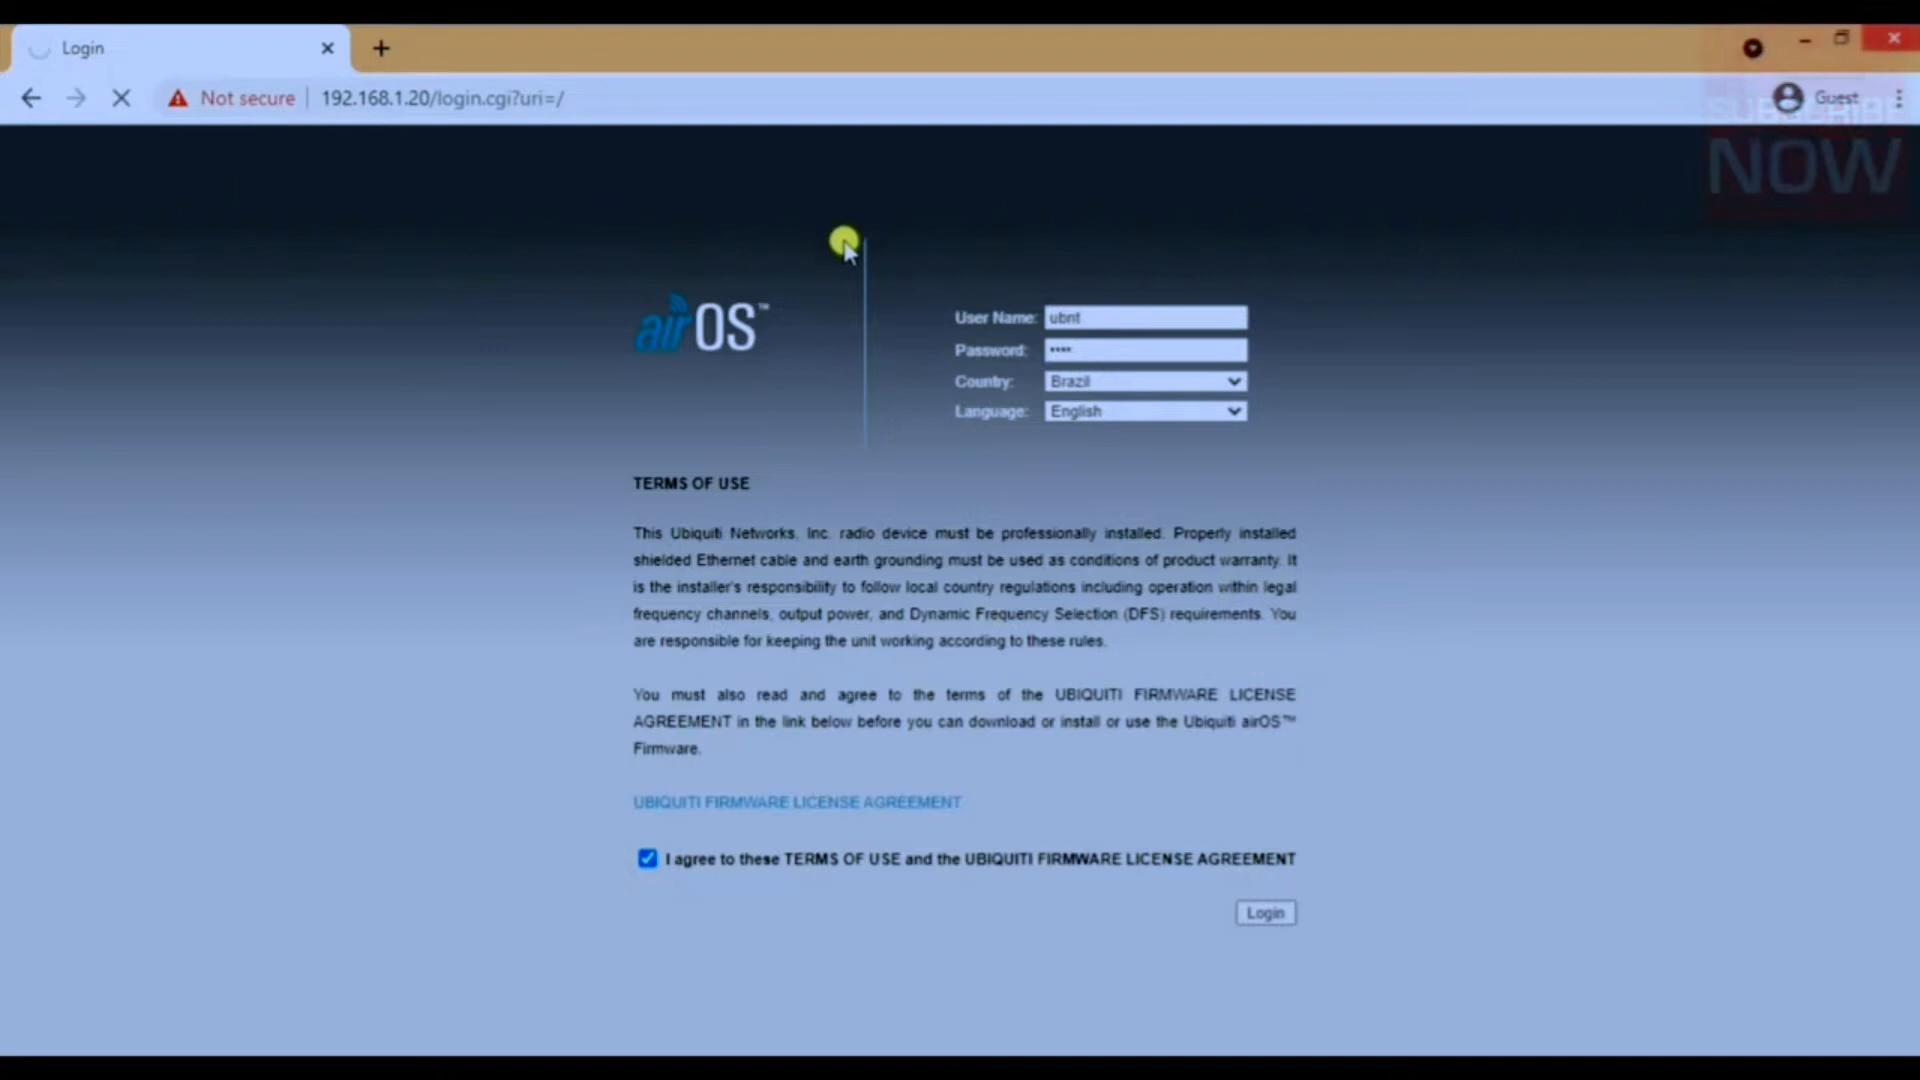 Login
Not secure
192.168.1.20/login.cgi?uri=/
Guest
SUBSCRIBE
NOW
airOS™
User Name: ubnt
Password: ••••
Country: Brazil
Language: English
TERMS OF USE
This Ubiquiti Networks, Inc. radio device must be professionally installed. Properly installed
shielded Ethernet cable and earth grounding must be used as conditions of product warranty. It
is the installer's responsibility to follow local country regulations including operation within legal
frequency channels, output power, and Dynamic Frequency Selection (DFS) requirements. You
are responsible for keeping the unit working according to these rules.
You must also read and agree to the terms of the UBIQUITI FIRMWARE LICENSE
AGREEMENT in the link below before you can download or install or use the Ubiquiti airOS™
Firmware.
UBIQUITI FIRMWARE LICENSE AGREEMENT
I agree to these TERMS OF USE and the UBIQUITI FIRMWARE LICENSE AGREEMENT
Login